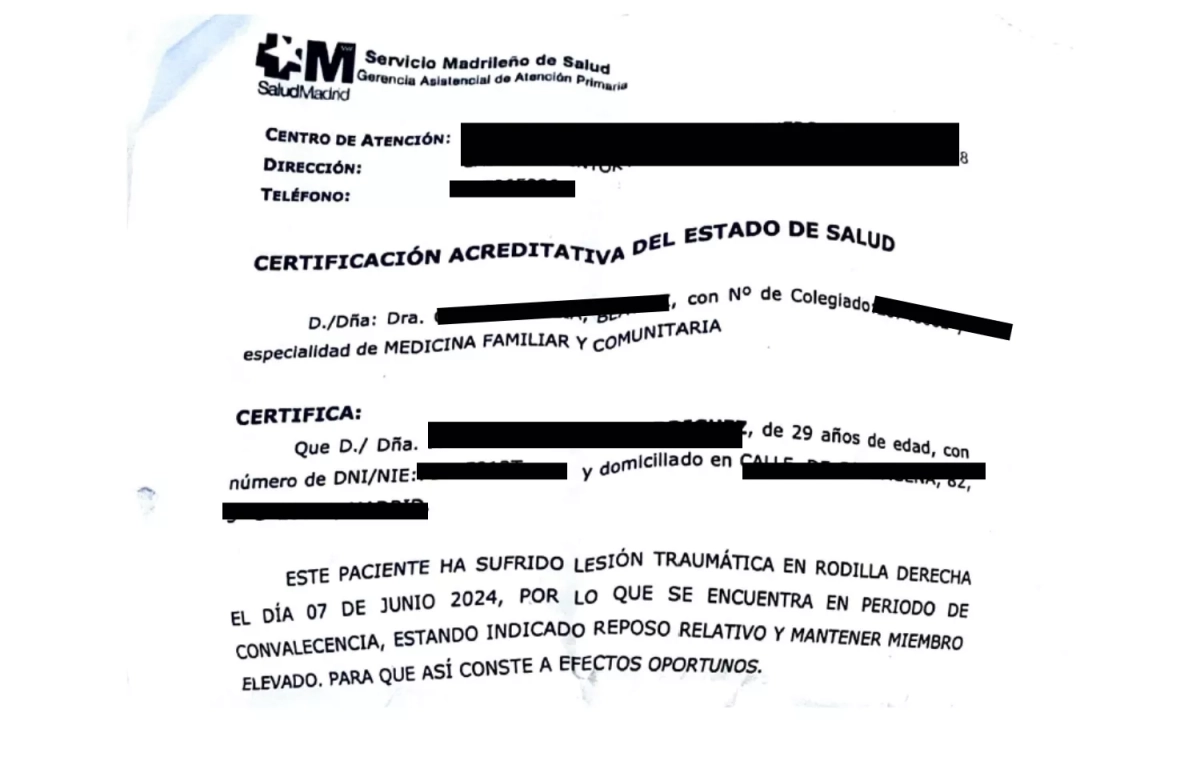 Servicio Madrileño de Salud
Gerencia Asistencial de Atención Primaria
SaludMadrid
CENTRO DE ATENCIÓN:
DIRECCIÓN: 8
TELÉFONO:
CERTIFICACIÓN ACREDITATIVA DEL ESTADO DE SALUD
D./Dña: Dra. , con Nº de Colegiado:
especialidad de MEDICINA FAMILIAR Y COMUNITARIA
CERTIFICA:
Que D./ Dña. , de 29 años de edad, con
número de DNI/NIE: y domiciliado en 82,
ESTE PACIENTE HA SUFRIDO LESIÓN TRAUMÁTICA EN RODILLA DERECHA
EL DÍA 07 DE JUNIO 2024, POR LO QUE SE ENCUENTRA EN PERIODO DE
CONVALECENCIA, ESTANDO INDICADO REPOSO RELATIVO Y MANTENER MIEMBRO
ELEVADO. PARA QUE ASÍ CONSTE A EFECTOS OPORTUNOS.